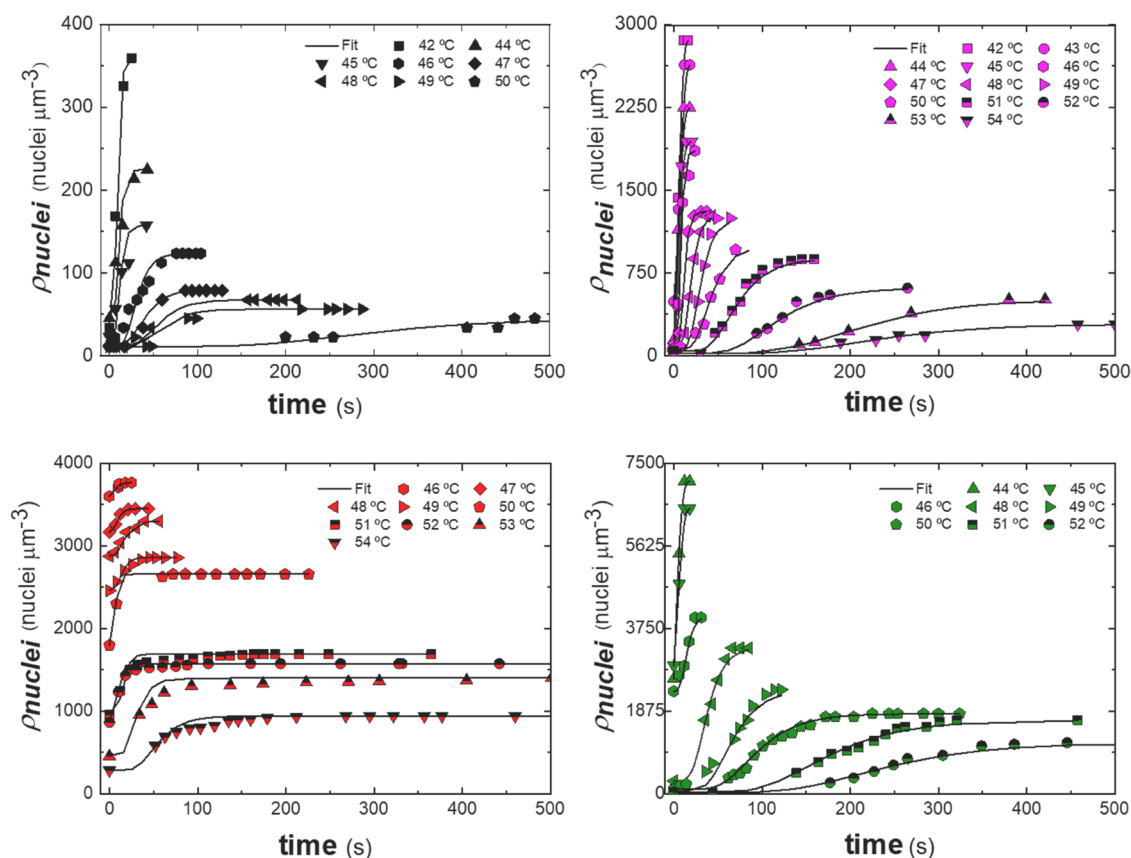 400
300
200
100
0
ρnuclei (nuclei μm-3)
Fit 42 ºC 44 ºC
45 ºC 46 ºC 47 ºC
48 ºC 49 ºC 50 ºC
0 100 200 300 400 500
time (s)
3000
2250
1500
750
0
ρnuclei (nuclei μm-3)
Fit 42 ºC 43 ºC
44 ºC 45 ºC 46 ºC
47 ºC 48 ºC 49 ºC
50 ºC 51 ºC 52 ºC
53 ºC 54 ºC
0 100 200 300 400 500
time (s)
4000
3000
2000
1000
0
ρnuclei (nuclei μm-3)
Fit 46 ºC 47 ºC
48 ºC 49 ºC 50 ºC
51 ºC 52 ºC 53 ºC
54 ºC
0 100 200 300 400 500
time (s)
7500
5625
3750
1875
0
ρnuclei (nuclei μm-3)
Fit 44 ºC 45 ºC
46 ºC 48 ºC 49 ºC
50 ºC 51 ºC 52 ºC
0 100 200 300 400 500
time (s)